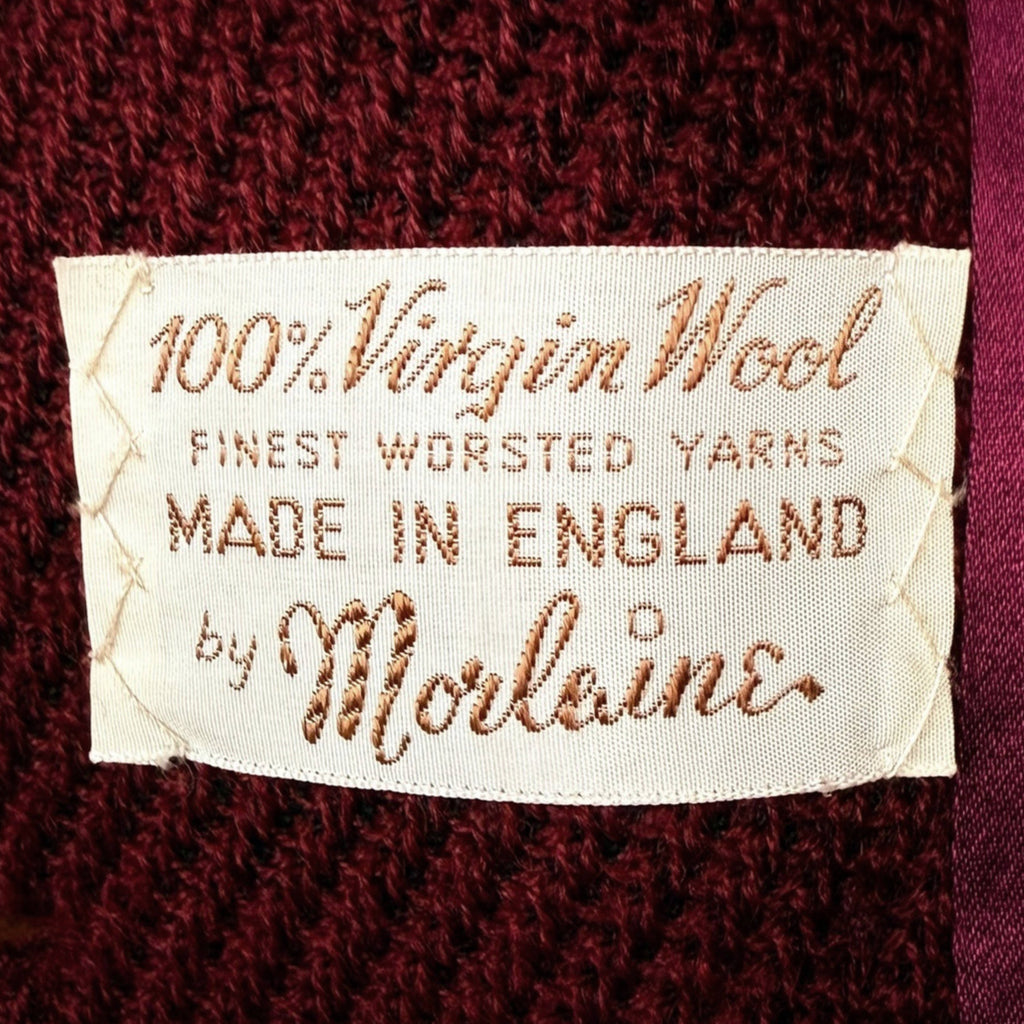 100% Virgin Wool
FINEST WORSTED YARNS
MADE IN ENGLAND
by Morlaine